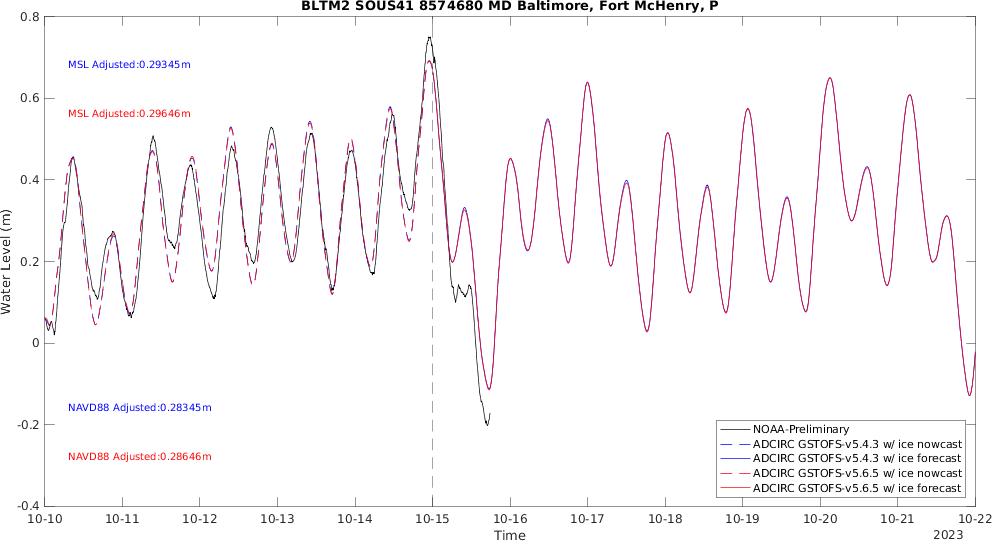 BLTM2 SOUS41 8574680 MD Baltimore, Fort McHenry, P
0.8
0.6
0.4
0.2
0
-0.2
-0.4
Water Level (m)
MSL Adjusted:0.29345m
MSL Adjusted:0.29646m
NAVD88 Adjusted:0.28345m
NAVD88 Adjusted:0.28646m
NOAA-Preliminary
ADCIRC GSTOFS-v5.4.3 w/ ice nowcast
ADCIRC GSTOFS-v5.4.3 w/ ice forecast
ADCIRC GSTOFS-v5.6.5 w/ ice nowcast
ADCIRC GSTOFS-v5.6.5 w/ ice forecast
10-10 10-11 10-12 10-13 10-14 10-15 10-16 10-17 10-18 10-19 10-20 10-21 10-22
Time
2023